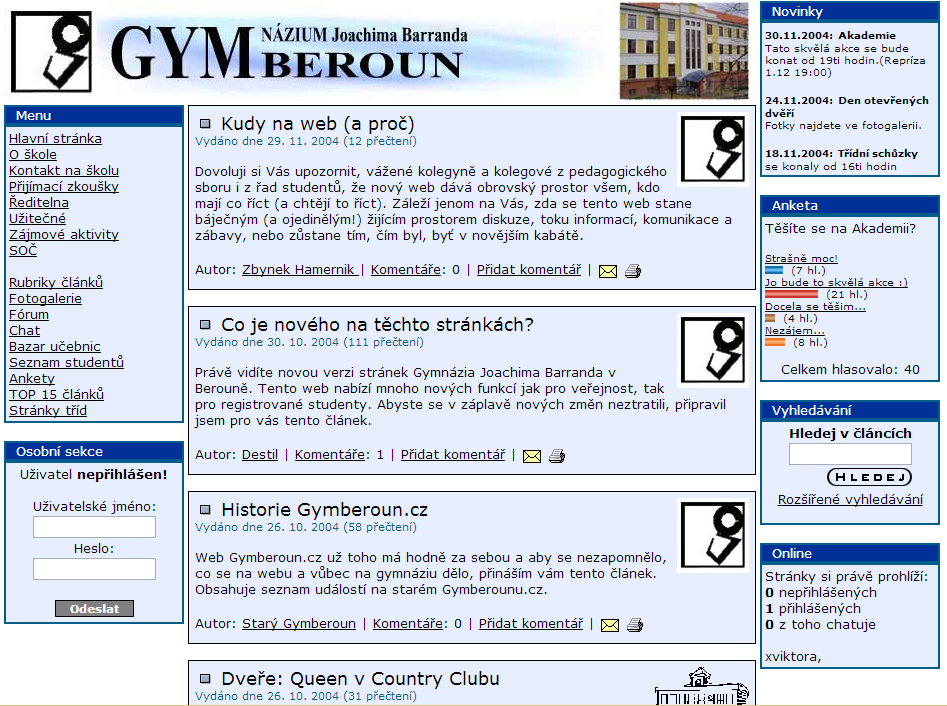 GYMNÁZIUM Joachima Barranda
BEROUN
Menu
Hlavní stránka
O škole
Kontakt na školu
Přijímací zkoušky
Ředitelna
Užitečné
Zájmové aktivity
SOČ
Rubriky článků
Fotogalerie
Fórum
Chat
Bazar učebnic
Seznam studentů
Ankety
TOP 15 článků
Stránky tříd
Osobní sekce
Uživatel nepřihlášen!
Uživatelské jméno:
Heslo:
Odeslat
Kudy na web (a proč)
Vydáno dne 29. 11. 2004 (12 přečtení)
Dovoluji si Vás upozornit, vážené kolegyně a kolegové z pedagogického
sboru i z řad studentů, že nový web dává obrovský prostor všem, kdo
mají co říct (a chtějí to říct). Záleží jenom na Vás, zda se tento web stane
báječným (a ojedinělým!) žijícím prostorem diskuze, toku informací, komunikace a
zábavy, nebo zůstane tím, čím byl, byť v novějším kabátě.
Autor: Zbynek Hamernik | Komentáře: 0 | Přidat komentář |
Co je nového na těchto stránkách?
Vydáno dne 30. 10. 2004 (111 přečtení)
Právě vidíte novou verzi stránek Gymnázia Joachima Barranda v
Berouně. Tento web nabízí mnoho nových funkcí jak pro veřejnost, tak
pro registrované studenty. Abyste se v záplavě nových změn neztratili, připravil
jsem pro vás tento článek.
Autor: Destil | Komentáře: 1 | Přidat komentář |
Historie Gymberoun.cz
Vydáno dne 26. 10. 2004 (58 přečtení)
Web Gymberoun.cz už toho má hodně za sebou a aby se nezapomnělo,
co se na webu a vůbec na gymnáziu dělo, přináším vám tento článek.
Obsahuje seznam událostí na starém Gymberounu.cz.
Autor: Starý Gymberoun | Komentáře: 0 | Přidat komentář |
Dveře: Queen v Country Clubu
Vydáno dne 26. 10. 2004 (31 přečtení)
Novinky
30.11.2004: Akademie
Tato skvělá akce se bude
konat od 19ti hodin.(Repríza
1.12 19:00)
24.11.2004: Den otevřených
dvěří
Fotky najdete ve fotogalerii.
18.11.2004: Třídní schůzky
se konaly od 16ti hodin
Anketa
Těšíte se na Akademii?
Strašně moc!
(7 hl.)
Jo bude to skvělá akce :)
(21 hl.)
Docela se těšim...
(4 hl.)
Nezájem...
(8 hl.)
Celkem hlasovalo: 40
Vyhledávání
Hledej v článcích
HLEDEJ
Rozšířené vyhledávání
Online
Stránky si právě prohlíží:
0 nepřihlášených
1 přihlášených
0 z toho chatuje
xviktora,